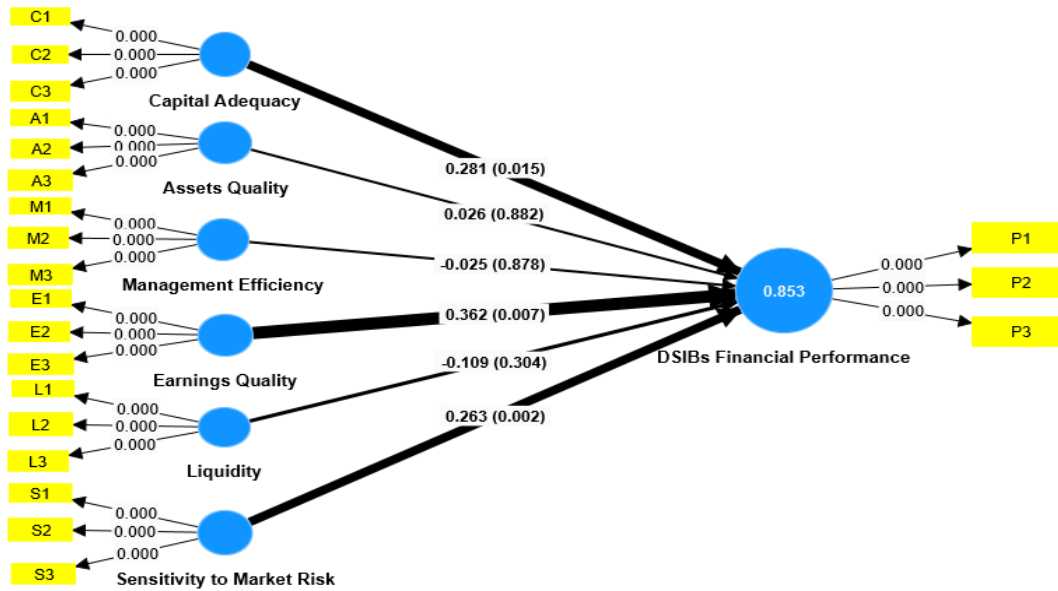 C1
0.000
C2
0.000
C3
0.000
Capital Adequacy
A1
0.000
A2
0.000
A3
0.000
Assets Quality
M1
0.000
M2
0.000
M3
0.000
Management Efficiency
E1
0.000
E2
0.000
E3
0.000
Earnings Quality
L1
0.000
L2
0.000
L3
0.000
Liquidity
S1
0.000
S2
0.000
S3
0.000
Sensitivity to Market Risk
0.281 (0.015)
0.026 (0.882)
-0.025 (0.878)
0.362 (0.007)
-0.109 (0.304)
0.263 (0.002)
0.853
DSIBs Financial Performance
0.000
P1
0.000
P2
0.000
P3